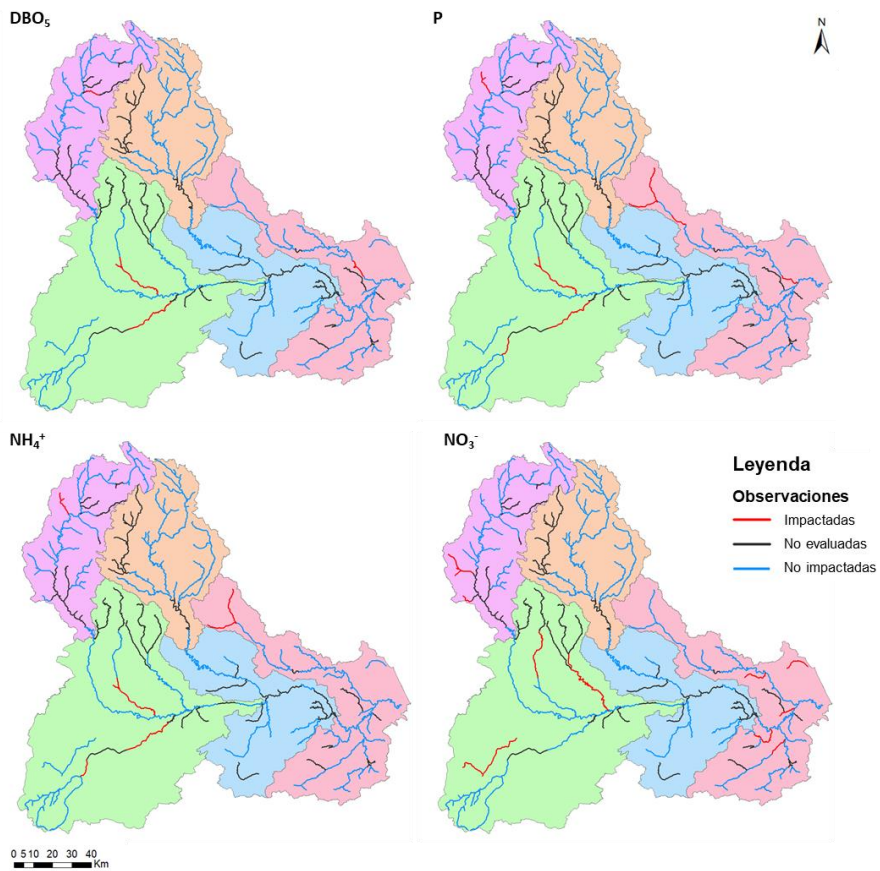 DBO₅
P
N
NH₄⁺
NO₃⁻
Leyenda
Observaciones
Impactadas
No evaluadas
No impactadas
0 5 10 20 30 40
Km